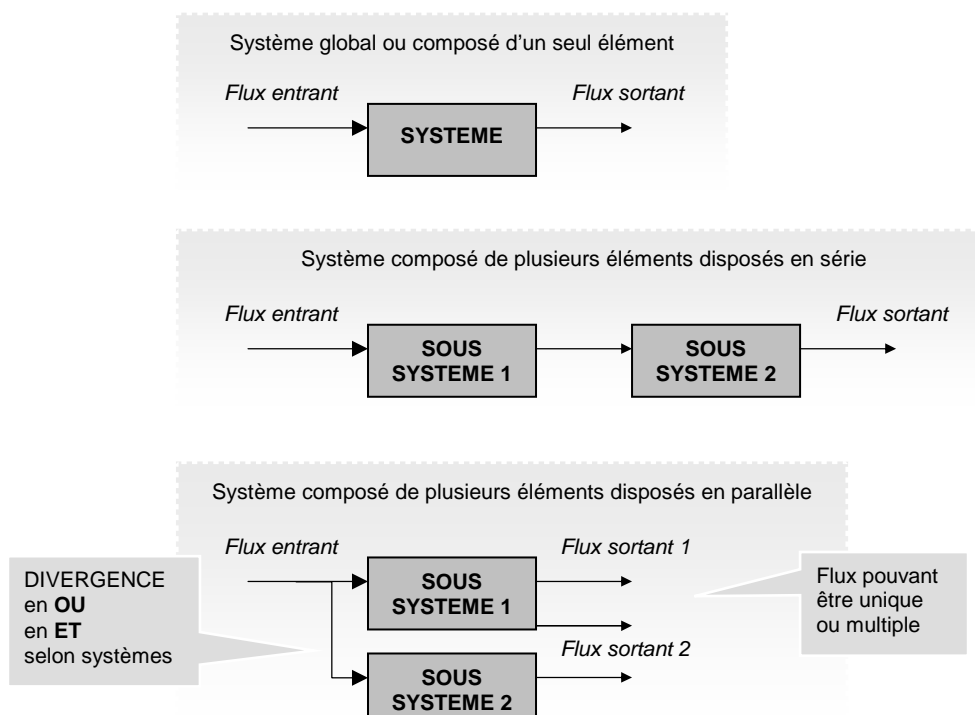 Système global ou composé d'un seul élément
Flux entrant
Flux sortant
SYSTEME
Système composé de plusieurs éléments disposés en série
Flux entrant
Flux sortant
SOUS
SYSTEME 1
SOUS
SYSTEME 2
Système composé de plusieurs éléments disposés en parallèle
Flux entrant
Flux sortant 1
DIVERGENCE
en OU
en ET
selon systèmes
SOUS
SYSTEME 1
Flux pouvant
être unique
ou multiple
Flux sortant 2
SOUS
SYSTEME 2